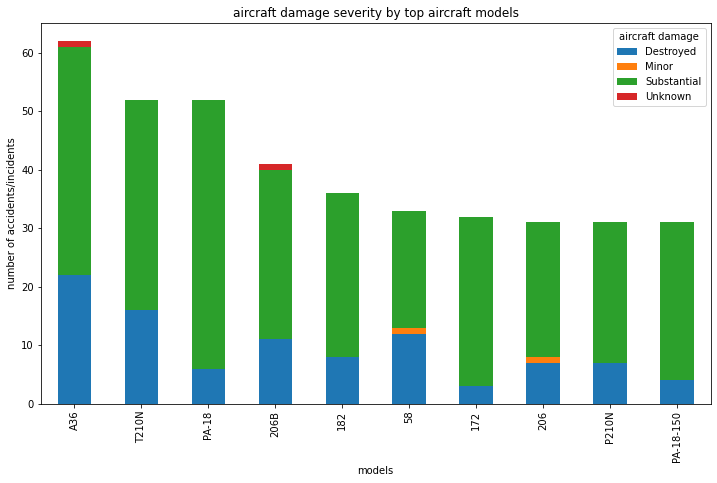 aircraft damage severity by top aircraft models
aircraft damage
Destroyed
Minor
Substantial
Unknown
number of accidents/incidents
60
50
40
30
20
10
0
A36
T210N
PA-18
206B
182
58
172
206
P210N
PA-18-150
models